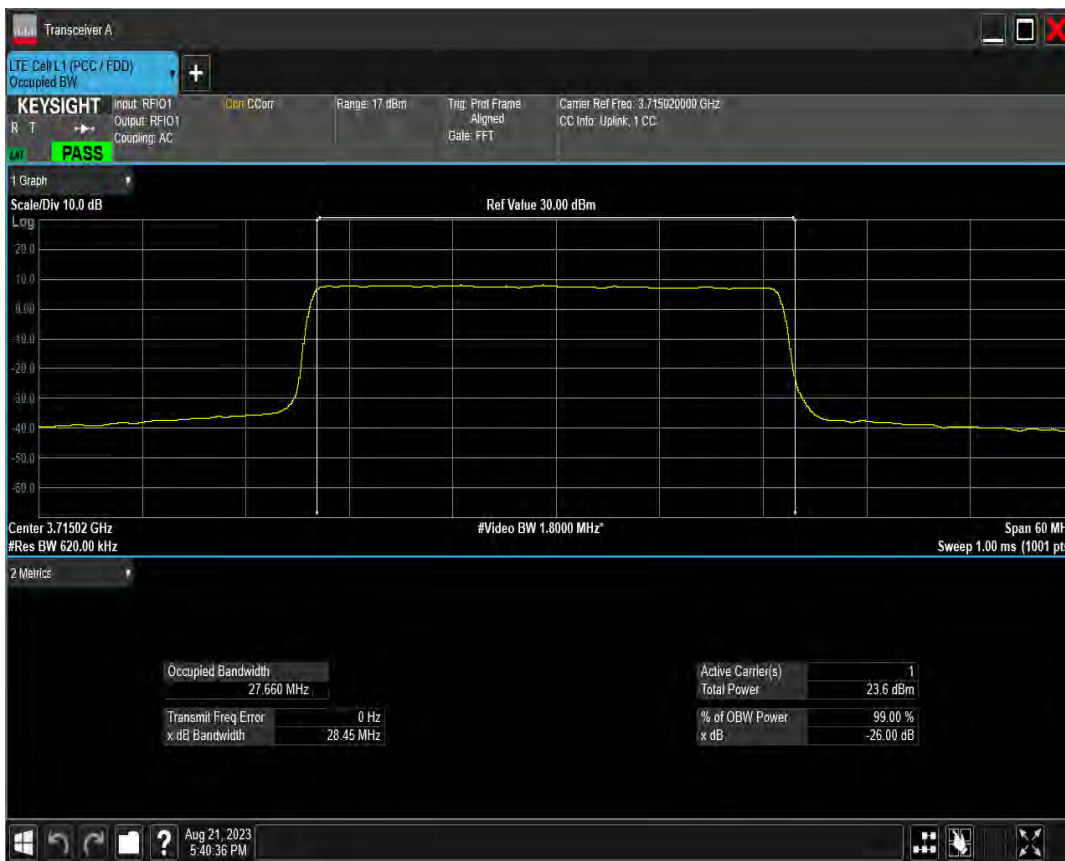 Transceiver A
LTE Cell L1 (PCC / FDD)
Occupied BW
+
KEYSIGHT
R T
PASS
Input: RFIO1
Output: RFIO1
Coupling: AC
Corr CCorr
Range: 17 dBm
Trig: Prot Frame
Aligned
Gate: FFT
Carrier Ref Freq: 3.715020000 GHz
CC Info: Uplink, 1 CC
1 Graph
Scale/Div 10.0 dB
Ref Value 30.00 dBm
Log
20.0
10.0
0.00
-10.0
-20.0
-30.0
-40.0
-50.0
-60.0
Center 3.71502 GHz
#Video BW 1.8000 MHz*
Span 60 MH
#Res BW 620.00 kHz
Sweep 1.00 ms (1001 pt
2 Metrics
Occupied Bandwidth
27.660 MHz
Transmit Freq Error 0 Hz
x dB Bandwidth 28.45 MHz
Active Carrier(s) 1
Total Power 23.6 dBm
% of OBW Power 99.00 %
x dB -26.00 dB
?
Aug 21, 2023
5:40:36 PM